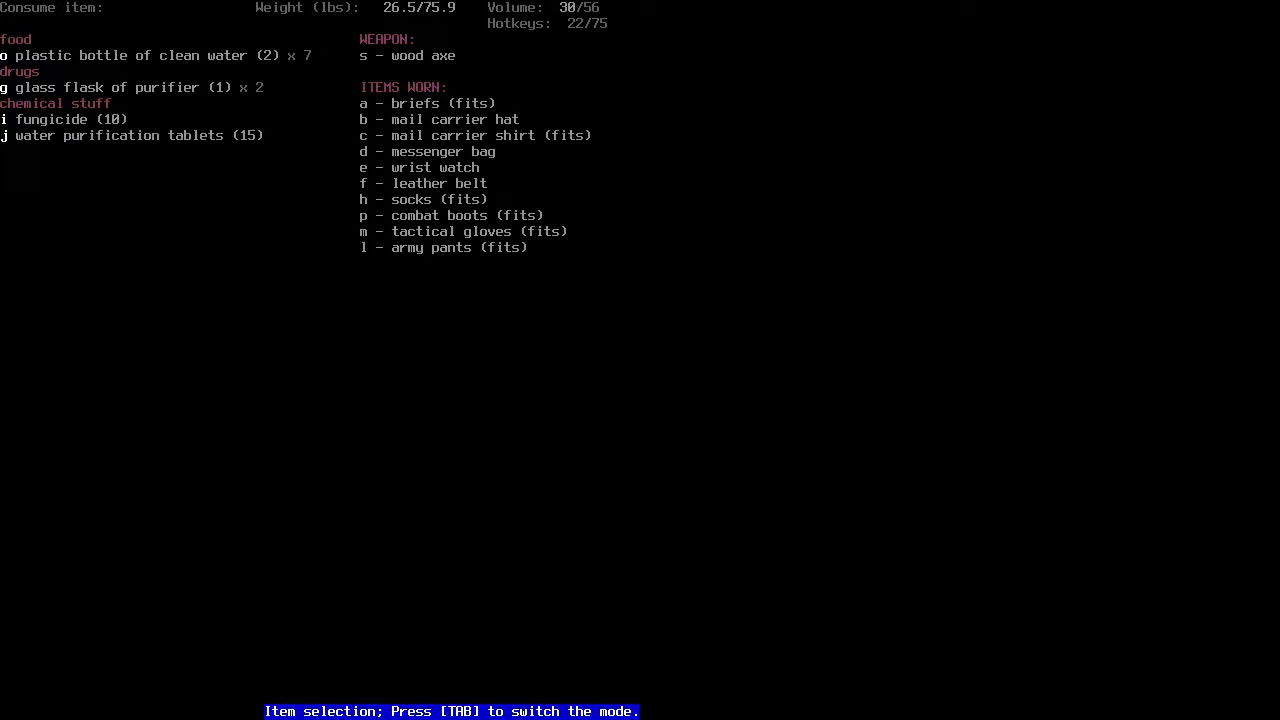 Consume item: Weight (lbs): 26.5/75.9 Volume: 30/56
Hotkeys: 22/75
food
o plastic bottle of clean water (2) x 7
drugs
g glass flask of purifier (1) x 2
chemical stuff
i fungicide (10)
j water purification tablets (15)
WEAPON:
s - wood axe
ITEMS WORN:
a - briefs (fits)
b - mail carrier hat
c - mail carrier shirt (fits)
d - messenger bag
e - wrist watch
f - leather belt
h - socks (fits)
p - combat boots (fits)
m - tactical gloves (fits)
l - army pants (fits)
Item selection; Press [TAB] to switch the mode.